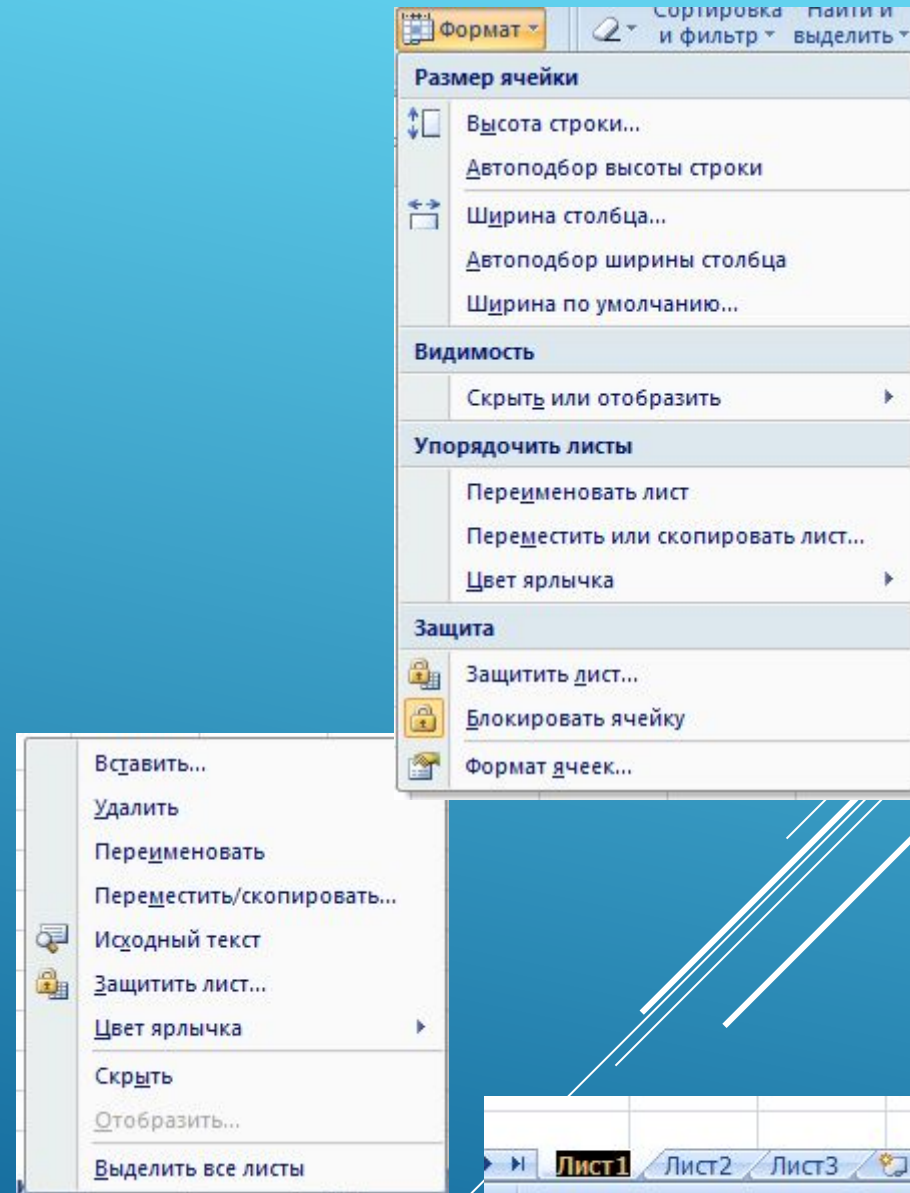 Формат
Сортировка
и фильтр
Найти и
выделить
Размер ячейки
Высота строки...
Автоподбор высоты строки
Ширина столбца...
Автоподбор ширины столбца
Ширина по умолчанию...
Видимость
Скрыть или отобразить
Упорядочить листы
Переименовать лист
Переместить или скопировать лист...
Цвет ярлычка
Защита
Защитить лист...
Блокировать ячейку
Формат ячеек...
Вставить...
Удалить
Переименовать
Переместить/скопировать...
Исходный текст
Защитить лист...
Цвет ярлычка
Скрыть
Отобразить...
Выделить все листы
Лист1 Лист2 Лист3